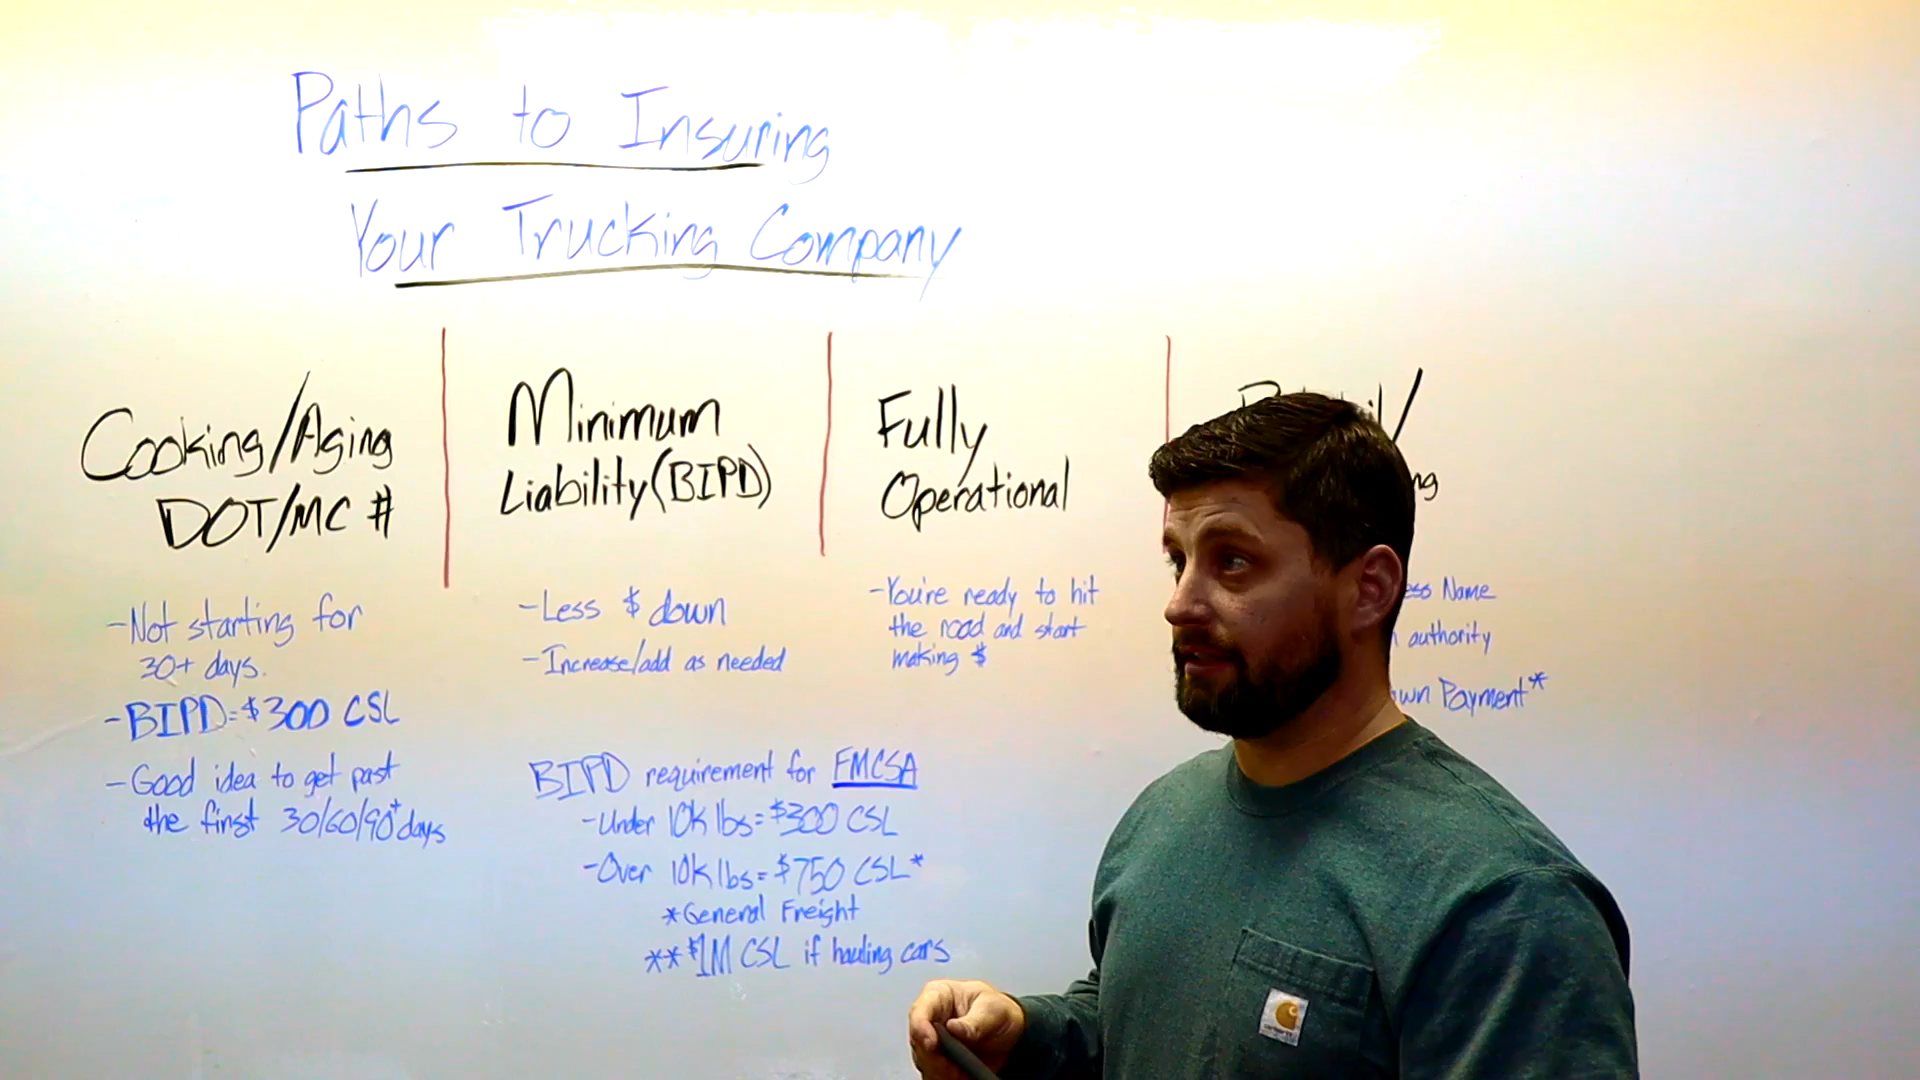 Paths to Insuring
Your Trucking Company
Cooking/Aging
DOT/MC #
-Not starting for
30+ days.
-BIPD=$300 CSL
-Good idea to get past
the first 30/60/90+ days
Minimum
Liability (BIPD)
-Less $ down
-Increase/add as needed
BIPD requirement for FMCSA
-Under 10k lbs=$300 CSL
-Over 10k lbs=$750 CSL*
*General Freight
**$1M CSL if hauling cars
Fully
Operational
-You're ready to hit
the road and start
making $
Name
authority
Payment*